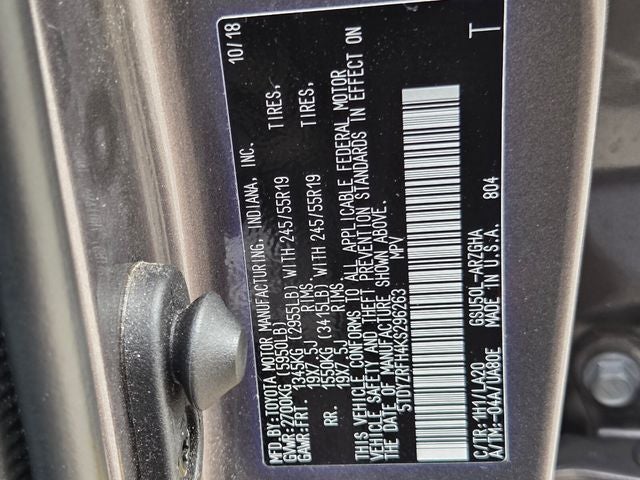 MFD.BY:TOYOTA MOTOR MANUFACTURING, INDIANA, INC. 10/18
GVWR:2700KG(5950LB)
GAWR:FRT. 1345KG (2955LB) WITH 245/55R19 TIRES,
19X7.5J RIMS,
RR. 1550KG (3415LB) WITH 245/55R19 TIRES,
19X7.5J RIMS.
THIS VEHICLE CONFORMS TO ALL APPLICABLE FEDERAL MOTOR
VEHICLE SAFETY AND THEFT PREVENTION STANDARDS IN EFFECT ON
THE DATE OF MANUFACTURE SHOWN ABOVE.
5TDYZRFH4KS296263 MPV
C/TR:1H1/LA20 GSU50L-ARZGHA T
A/TM:-04A/UA80E MADE IN U.S.A. 804